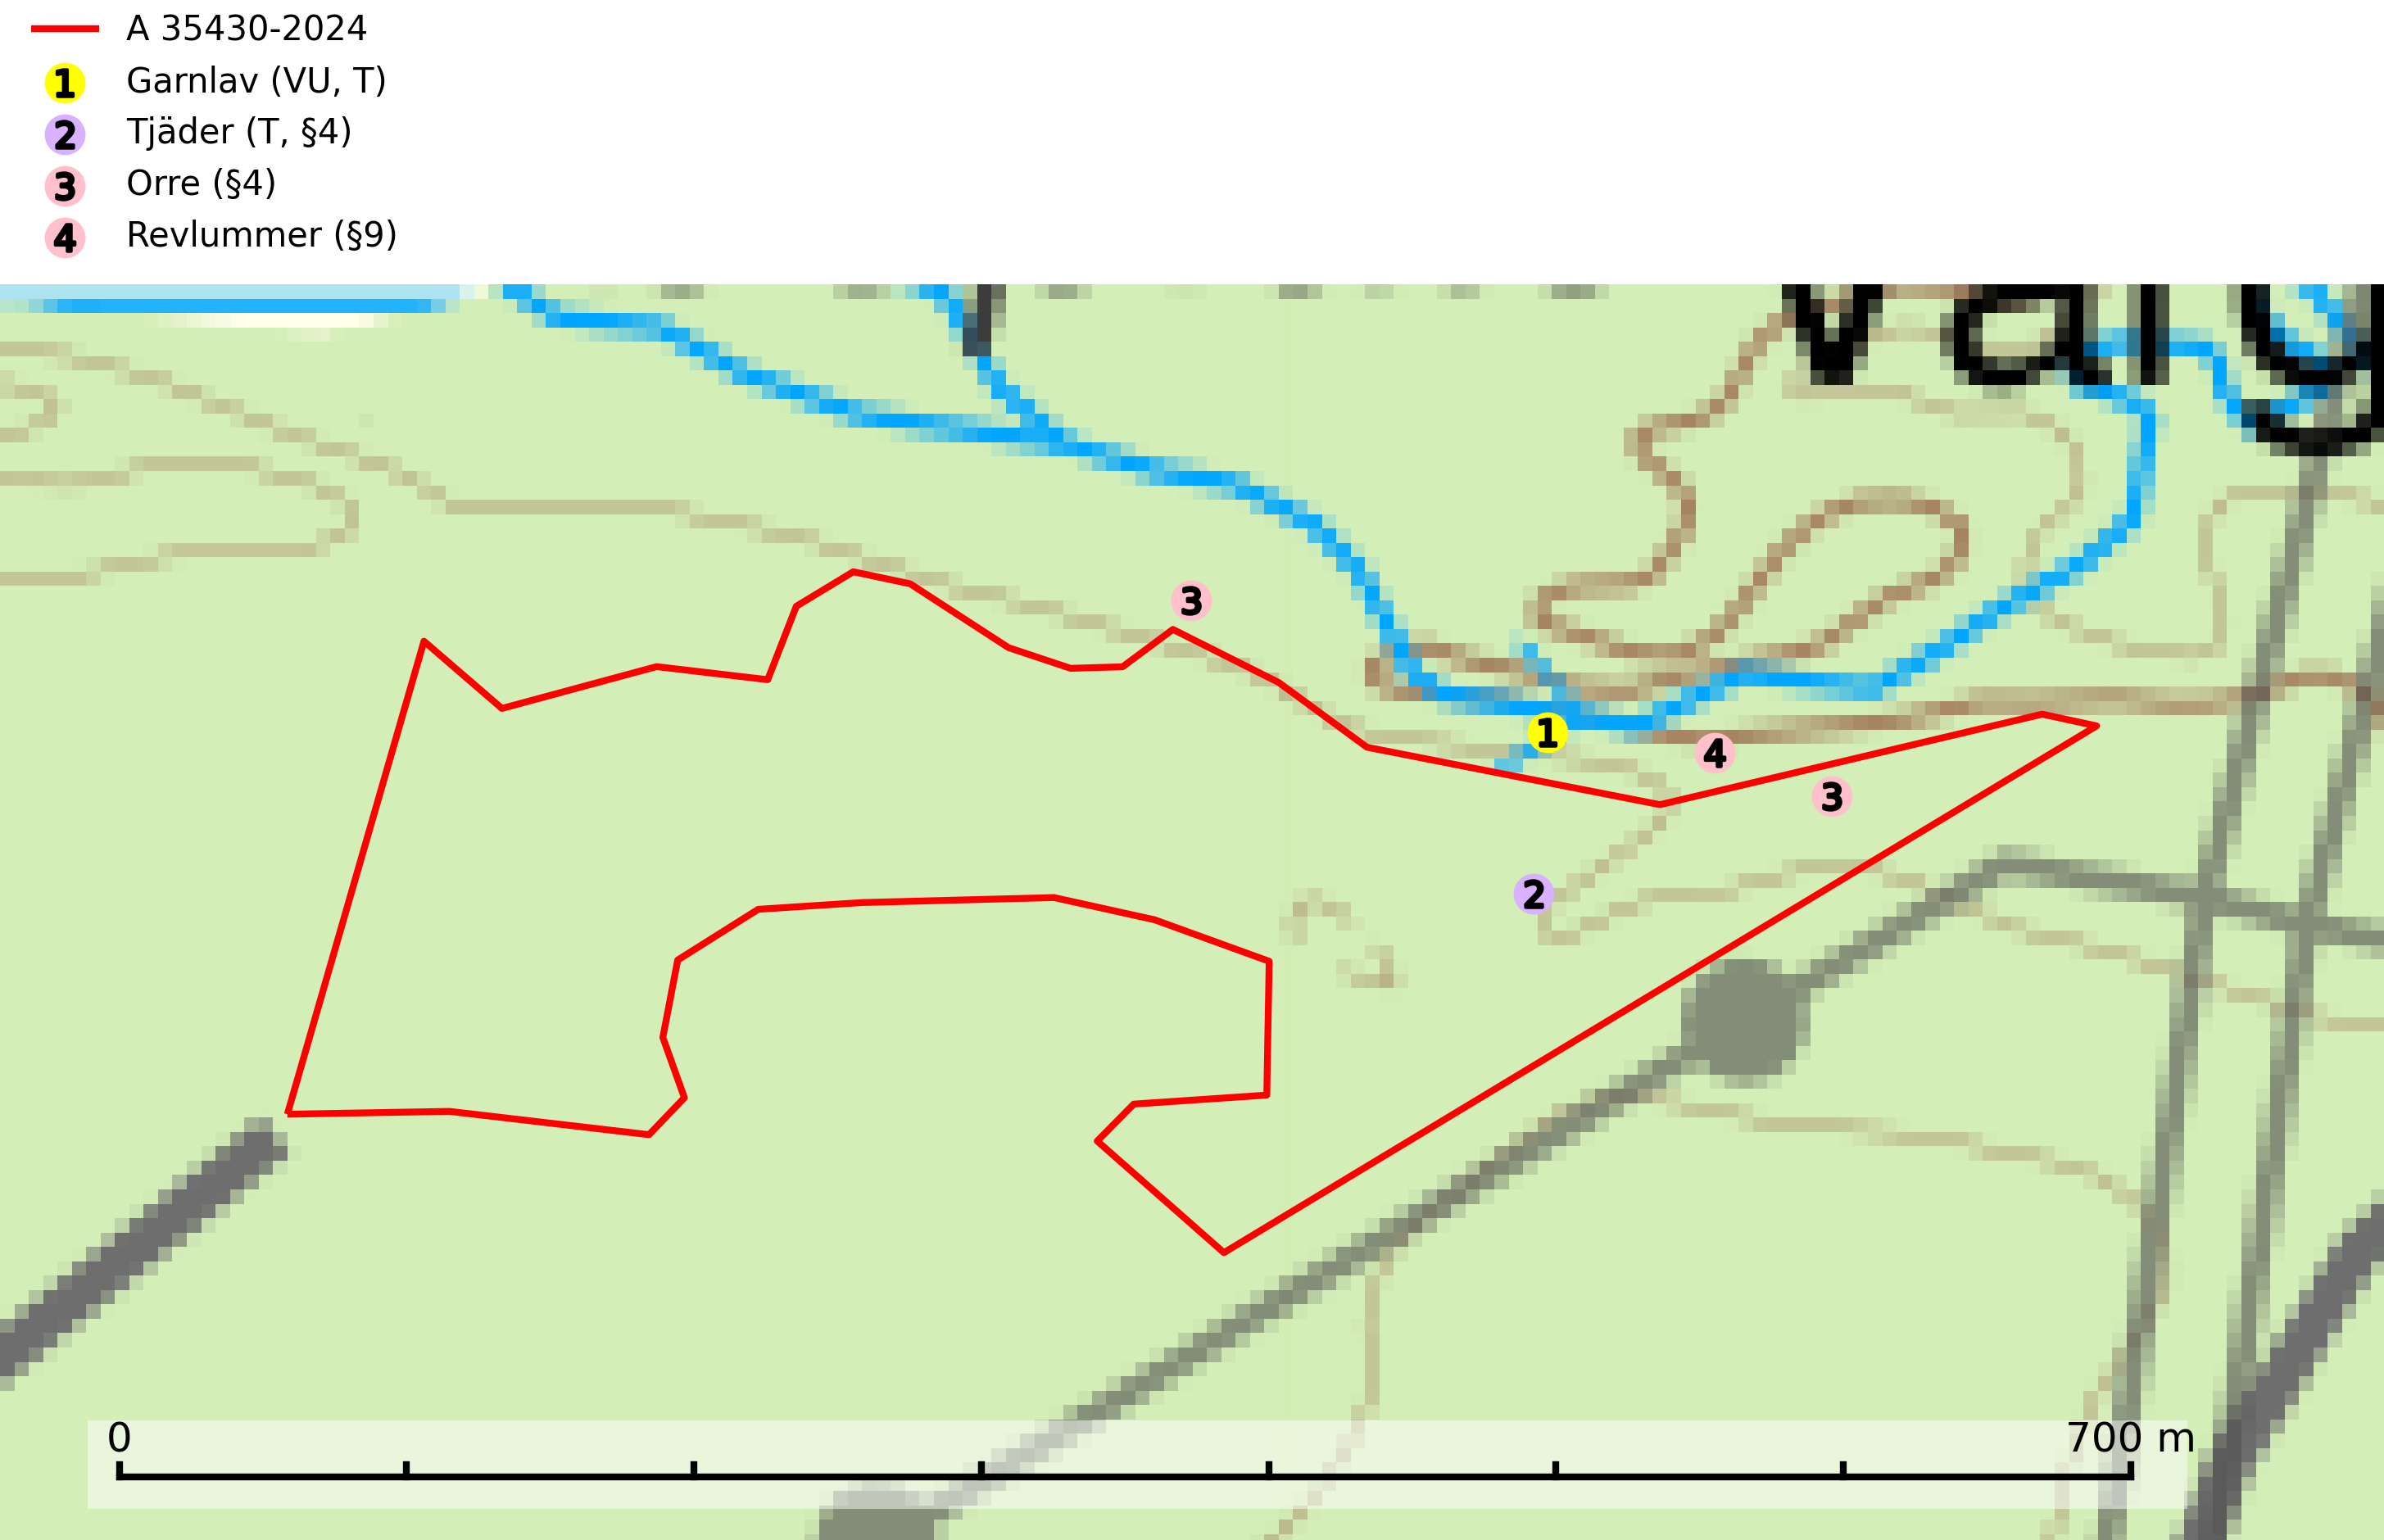 A 35430-2024
1 Garnlav (VU, T)
2 Tjäder (T, §4)
3 Orre (§4)
4 Revlummer (§9)
3
1
4
3
2
0 700 m